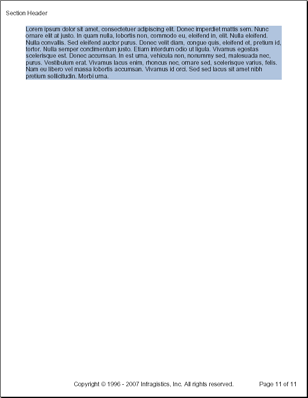 Section Header
Lorem ipsum dolor sit amet, consectetuer adipiscing elit. Donec imperdiet mattis sem. Nunc
ornare elit at justo. In quam nulla, lobortis non, commodo eu, eleifend in, elit. Nulla eleifend.
Nulla convallis. Sed eleifend auctor purus. Donec velit diam, congue quis, eleifend et, pretium id,
tortor. Nulla semper condimentum justo. Etiam interdum odio ut ligula. Vivamus egestas
scelerisque est. Donec accumsan. In est urna, vehicula non, nonummy sed, malesuada nec,
purus. Vestibulum erat. Vivamus lacus enim, rhoncus nec, ornare sed, scelerisque varius, felis.
Nam eu libero vel massa lobortis accumsan. Vivamus id orci. Sed sed lacus sit amet nibh
pretium sollicitudin. Morbi urna.
Copyright © 1996 - 2007 Infragistics, Inc. All rights reserved. Page 11 of 11